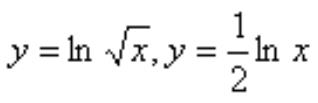 y = ln √x, y = 1/2 ln x